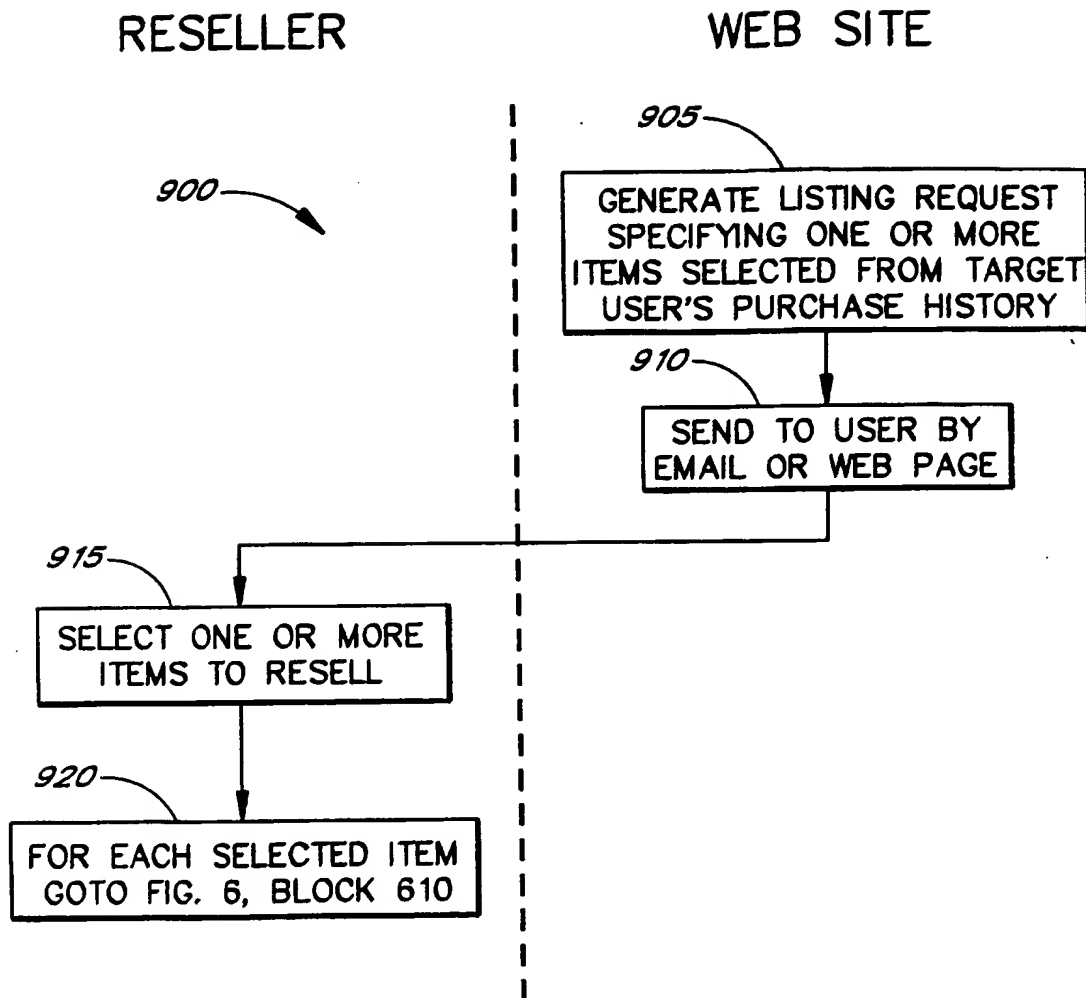 RESELLER
WEB SITE
900
905
GENERATE LISTING REQUEST
SPECIFYING ONE OR MORE
ITEMS SELECTED FROM TARGET
USER'S PURCHASE HISTORY
910
SEND TO USER BY
EMAIL OR WEB PAGE
915
SELECT ONE OR MORE
ITEMS TO RESELL
920
FOR EACH SELECTED ITEM
GOTO FIG. 6, BLOCK 610